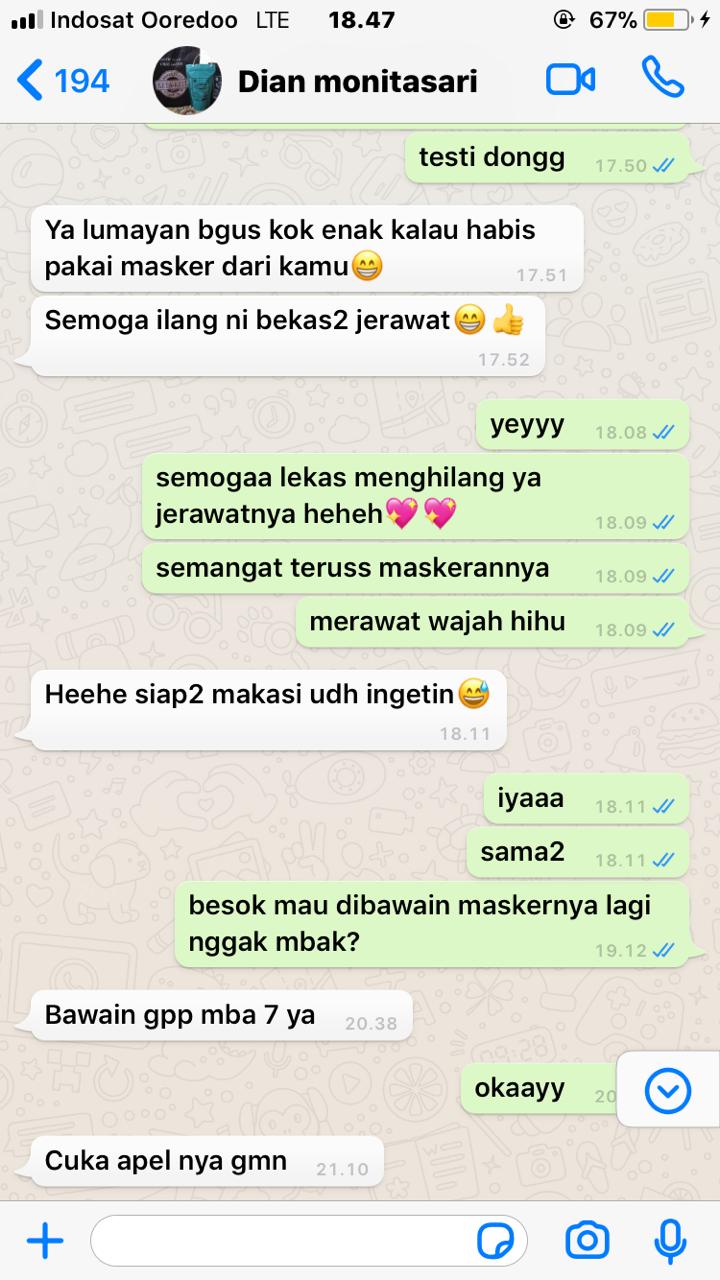 Indosat Ooredoo LTE 18.47 67%
194 Dian monitasari
testi dongg 17.50
Ya lumayan bgus kok enak kalau habis
pakai masker dari kamu😁 17.51
Semoga ilang ni bekas2 jerawat😁👍
17.52
yeyyy 18.08
semogaa lekas menghilang ya
jerawatnya heheh💖💖 18.09
semangat teruss maskerannya 18.09
merawat wajah hihu 18.09
Heehe siap2 makasi udh ingetin😅
18.11
iyaaa 18.11
sama2 18.11
besok mau dibawain maskernya lagi
nggak mbak? 19.12
Bawain gpp mba 7 ya 20.38
okaayy 20
Cuka apel nya gmn 21.10